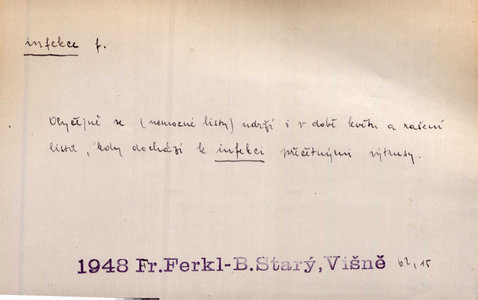 infekce f.
Obyčejně se (nemocné listy) udrží i v době květu a rašení
listů, kdy dochází k infekci přečetnými výtrusy.
1948 Fr.Ferkl-B.Starý, Višně 62, 15